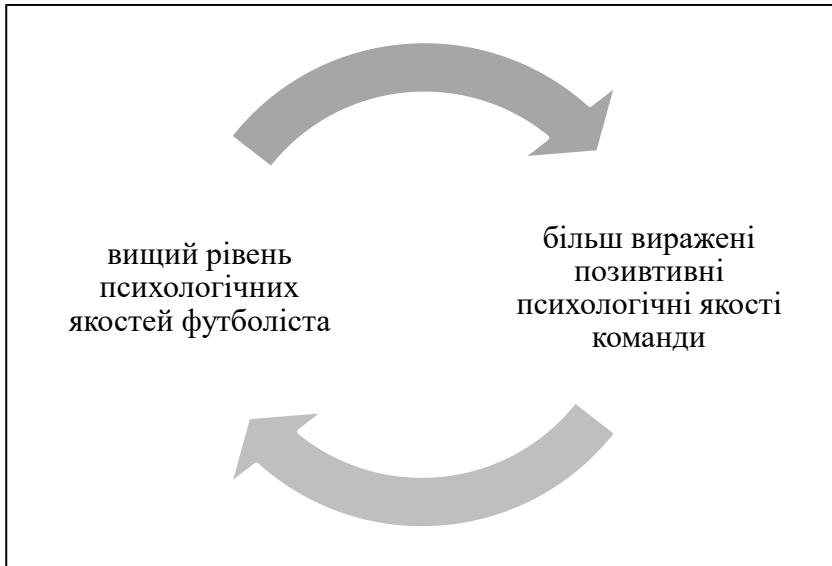 вищий рівень
психологічних
якостей футболіста
більш виражені
позивтивні
психологічні якості
команди